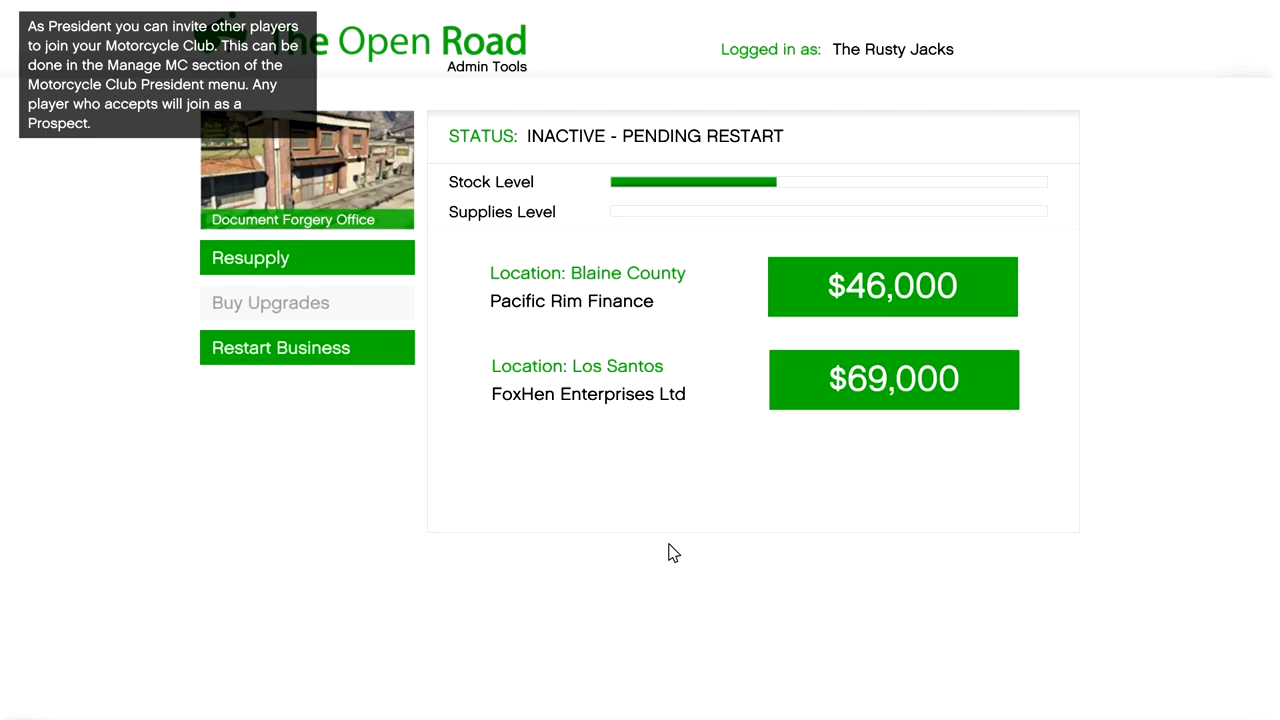 As President you can invite other players
to join your Motorcycle Club. This can be
done in the Manage MC section of the
Motorcycle Club President menu. Any
player who accepts will join as a
Prospect.
The Open Road
Admin Tools
Logged in as: The Rusty Jacks
Document Forgery Office
Resupply
Buy Upgrades
Restart Business
STATUS: INACTIVE - PENDING RESTART
Stock Level
Supplies Level
Location: Blaine County
Pacific Rim Finance
$46,000
Location: Los Santos
FoxHen Enterprises Ltd
$69,000